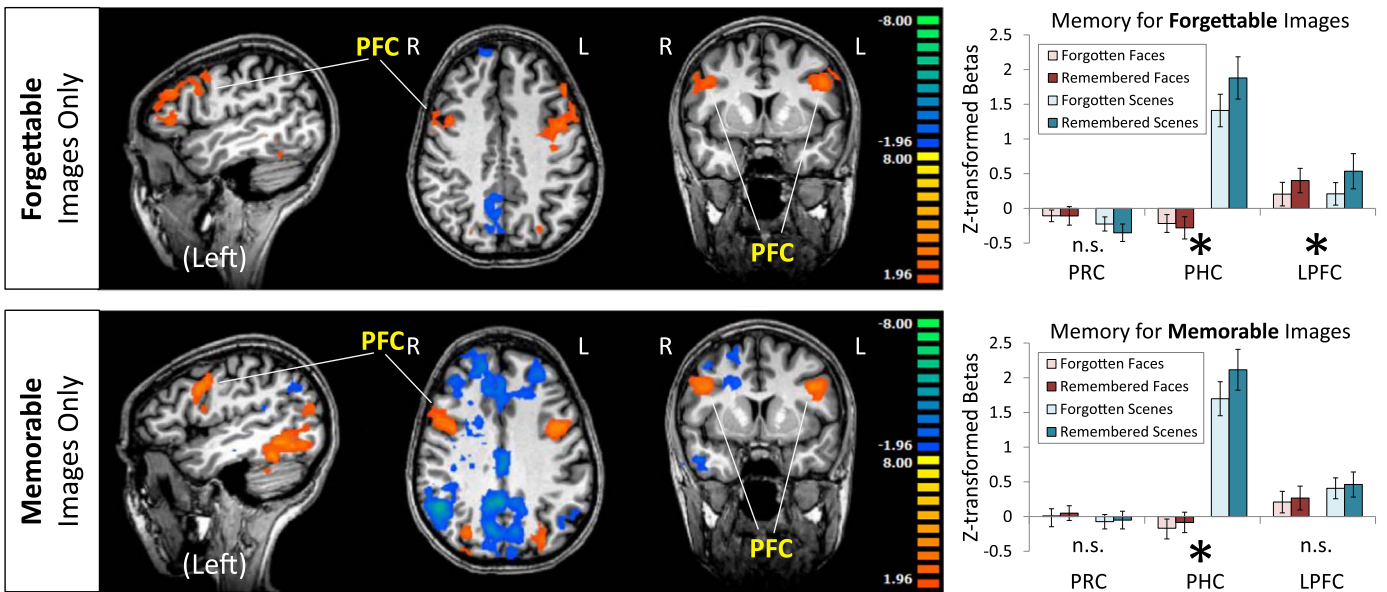 Forgettable
Images Only
PFC
R
L
R
L
(Left)
PFC
-8.00
-1.96
8.00
1.96
Memory for Forgettable Images
Z-transformed Betas
2.5
2
1.5
1
0.5
0
-0.5
Forgotten Faces
Remembered Faces
Forgotten Scenes
Remembered Scenes
n.s.
*
*
PRC
PHC
LPFC
Memorable
Images Only
PFC
R
L
R
L
(Left)
PFC
-8.00
-1.96
8.00
1.96
Memory for Memorable Images
Z-transformed Betas
2.5
2
1.5
1
0.5
0
-0.5
Forgotten Faces
Remembered Faces
Forgotten Scenes
Remembered Scenes
n.s.
*
n.s.
PRC
PHC
LPFC